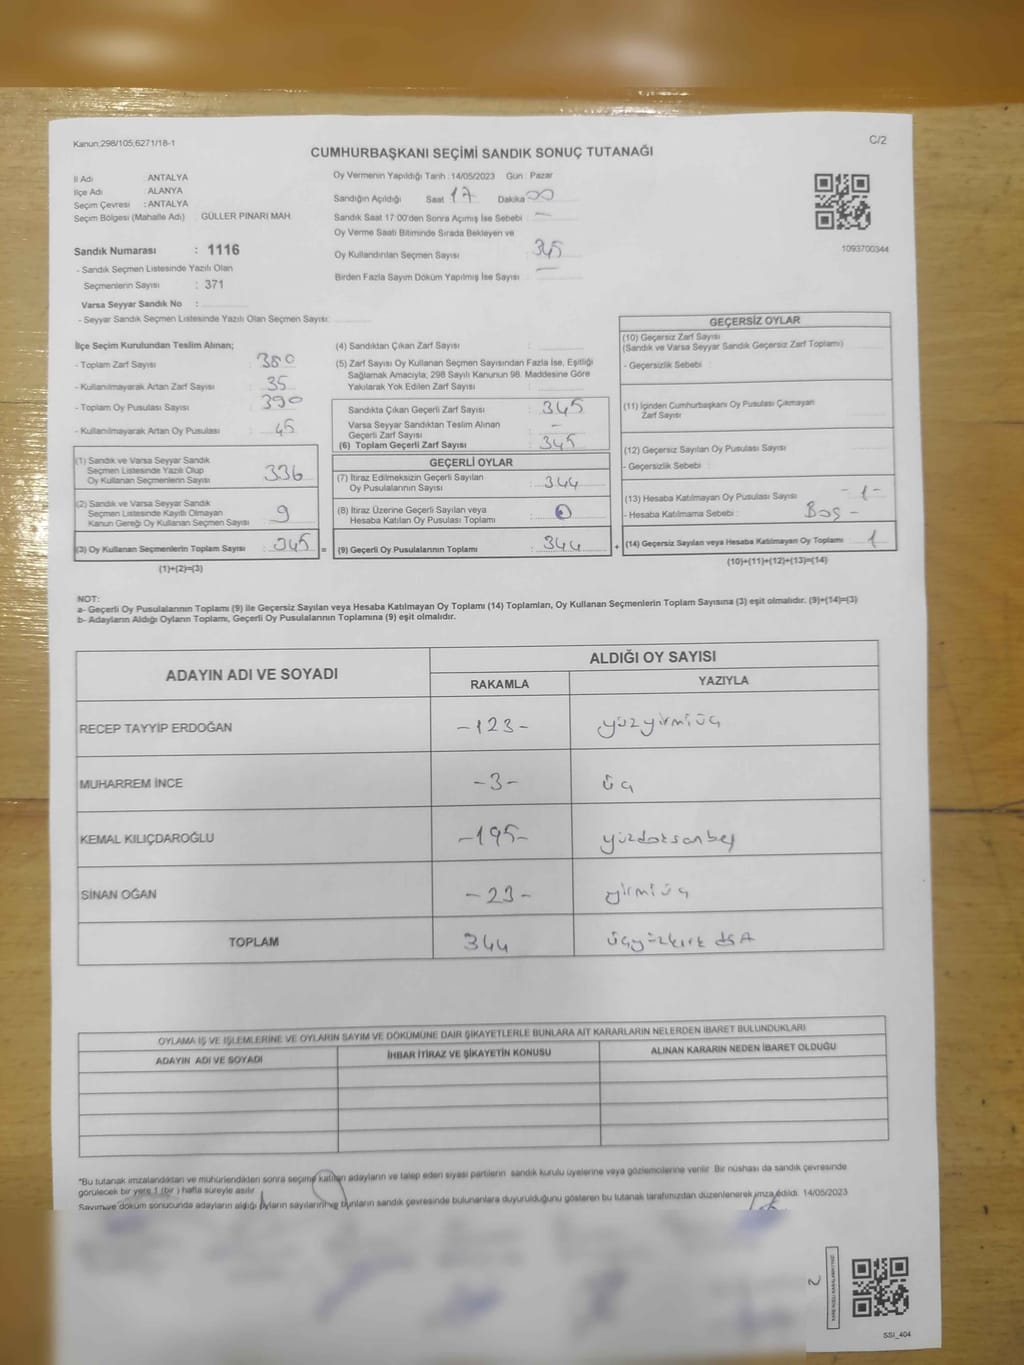 Kanun;298/105,6271/18-1
C/2
CUMHURBAŞKANI SEÇİMİ SANDIK SONUÇ TUTANAĞI
İl Adı : ANTALYA
İlçe Adı : ALANYA
Seçim Çevresi : ANTALYA
Seçim Bölgesi (Mahalle Adı) GÜLLER PINARI MAH.
Sandık Numarası : 1116
- Sandık Seçmen Listesinde Yazılı Olan
Seçmenlerin Sayısı : 371
Varsa Seyyar Sandık No :
- Seyyar Sandık Seçmen Listesinde Yazılı Olan Seçmen Sayısı:
Oy Vermenin Yapıldığı Tarih :14/05/2023 Gün : Pazar
Sandığın Açıldığı Saat 17 Dakika 00
Sandık Saat 17:00'den Sonra Açımış İse Sebebi : -
Oy Verme Saati Bitiminde Sırada Bekleyen ve
Oy Kullandırılan Seçmen Sayısı : 345
Birden Fazla Sayım Döküm Yapılmış İse Sayısı : -
1093700344
İlçe Seçim Kurulundan Teslim Alınan;
- Toplam Zarf Sayısı : 380
- Kullanılmayarak Artan Zarf Sayısı : 35
- Toplam Oy Pusulası Sayısı : 390
- Kullanılmayarak Artan Oy Pusulası : 45
(1) Sandık ve Varsa Seyyar Sandık
Seçmen Listesinde Yazılı Olup
Oy Kullanan Seçmenlerin Sayısı : 336
(2) Sandık ve Varsa Seyyar Sandık
Seçmen Listesinde Kayıtlı Olmayan
Kanun Gereği Oy Kullanan Seçmen Sayısı : 9
(3) Oy Kullanan Seçmenlerin Toplam Sayısı : 345 =
(1)+(2)=(3)
(4) Sandıktan Çıkan Zarf Sayısı :
(5) Zarf Sayısı Oy Kullanan Seçmen Sayısından Fazla İse, Eşitliği
Sağlamak Amacıyla, 298 Sayılı Kanunun 98. Maddesine Göre
Yakılarak Yok Edilen Zarf Sayısı :
Sandıkta Çıkan Geçerli Zarf Sayısı : 345
Varsa Seyyar Sandıktan Teslim Alınan
Geçerli Zarf Sayısı : -
(6) Toplam Geçerli Zarf Sayısı : 345
GEÇERLİ OYLAR
(7) İtiraz Edilmeksizin Geçerli Sayılan
Oy Pusulalarının Sayısı : 344
(8) İtiraz Üzerine Geçerli Sayılan veya
Hesaba Katılan Oy Pusulası Toplamı :
(9) Geçerli Oy Pusulalarının Toplamı : 344 +
GEÇERSİZ OYLAR
(10) Geçersiz Zarf Sayısı
(Sandık ve Varsa Seyyar Sandık Geçersiz Zarf Toplamı)
- Geçersizlik Sebebi :
(11) İçinden Cumhurbaşkanı Oy Pusulası Çıkmayan
Zarf Sayısı
(12) Geçersiz Sayılan Oy Pusulası Sayısı
- Geçersizlik Sebebi :
(13) Hesaba Katılmayan Oy Pusulası Sayısı : -1-
- Hesaba Katılmama Sebebi : Boş -
(14) Geçersiz Sayılan veya Hesaba Katılmayan Oy Toplamı : 1
(10)+(11)+(12)+(13)=(14)
NOT:
a- Geçerli Oy Pusulalarının Toplamı (9) ile Geçersiz Sayılan veya Hesaba Katılmayan Oy Toplamı (14) Toplamları, Oy Kullanan Seçmenlerin Toplam Sayısına (3) eşit olmalıdır. (9)+(14)=(3)
b- Adayların Aldığı Oyların Toplamı, Geçerli Oy Pusulalarının Toplamına (9) eşit olmalıdır.
ADAYIN ADI VE SOYADI
ALDIĞI OY SAYISI
RAKAMLA YAZIYLA
RECEP TAYYİP ERDOĞAN -123- yüzyirmiüç
MUHARREM İNCE -3- üç
KEMAL KILIÇDAROĞLU -195- yüzdoksanbeş
SİNAN OĞAN -23- yirmiüç
TOPLAM 344 üçyüzkırk
OYLAMA İŞ VE İŞLEMLERİNE VE OYLARIN SAYIM VE DÖKÜMÜNE DAİR ŞİKAYETLERLE BUNLARA AİT KARARLARIN NELERDEN İBARET BULUNDUKLARI
ADAYIN ADI VE SOYADI İHBAR İTİRAZ VE ŞİKAYETİN KONUSU ALINAN KARARIN NEDEN İBARET OLDUĞU
*Bu tutanak imzalandıktan ve mühürlendikten sonra seçime katılan adayların ve talep eden siyasi partilerin sandık kurulu üyelerine veya gözlemcilerine verilir. Bir nüshası da sandık çevresinde
görülecek bir yere 1 (bir ) hafta süreyle asılır.
Sayım ve döküm sonucunda adayların aldığı oyların sayılarını ve bunların sandık çevresinde bulunanlara duyurulduğunu gösteren bu tutanak tarafımızdan düzenlenerek imza edildi. 14/05/2023
2
SSI_404